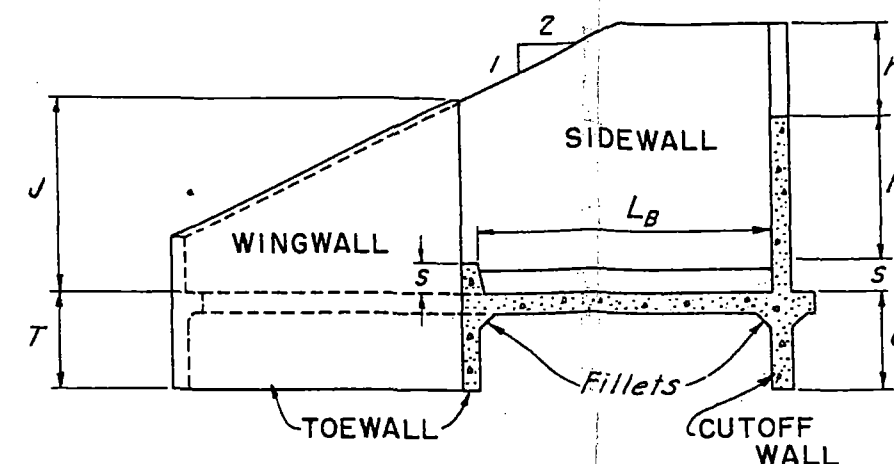 2
1
SIDEWALL
J
L_B
WINGWALL
S
S
T
Fillets
TOEWALL
CUTOFF
WALL